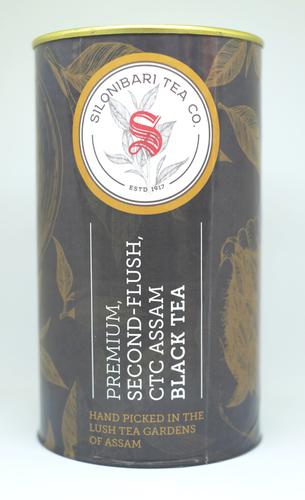 SILONIBARI TEA CO.
S
ESTD 1917
PREMIUM,
SECOND-FLUSH,
CTC ASSAM
BLACK TEA
HAND PICKED IN THE
LUSH TEA GARDENS
OF ASSAM